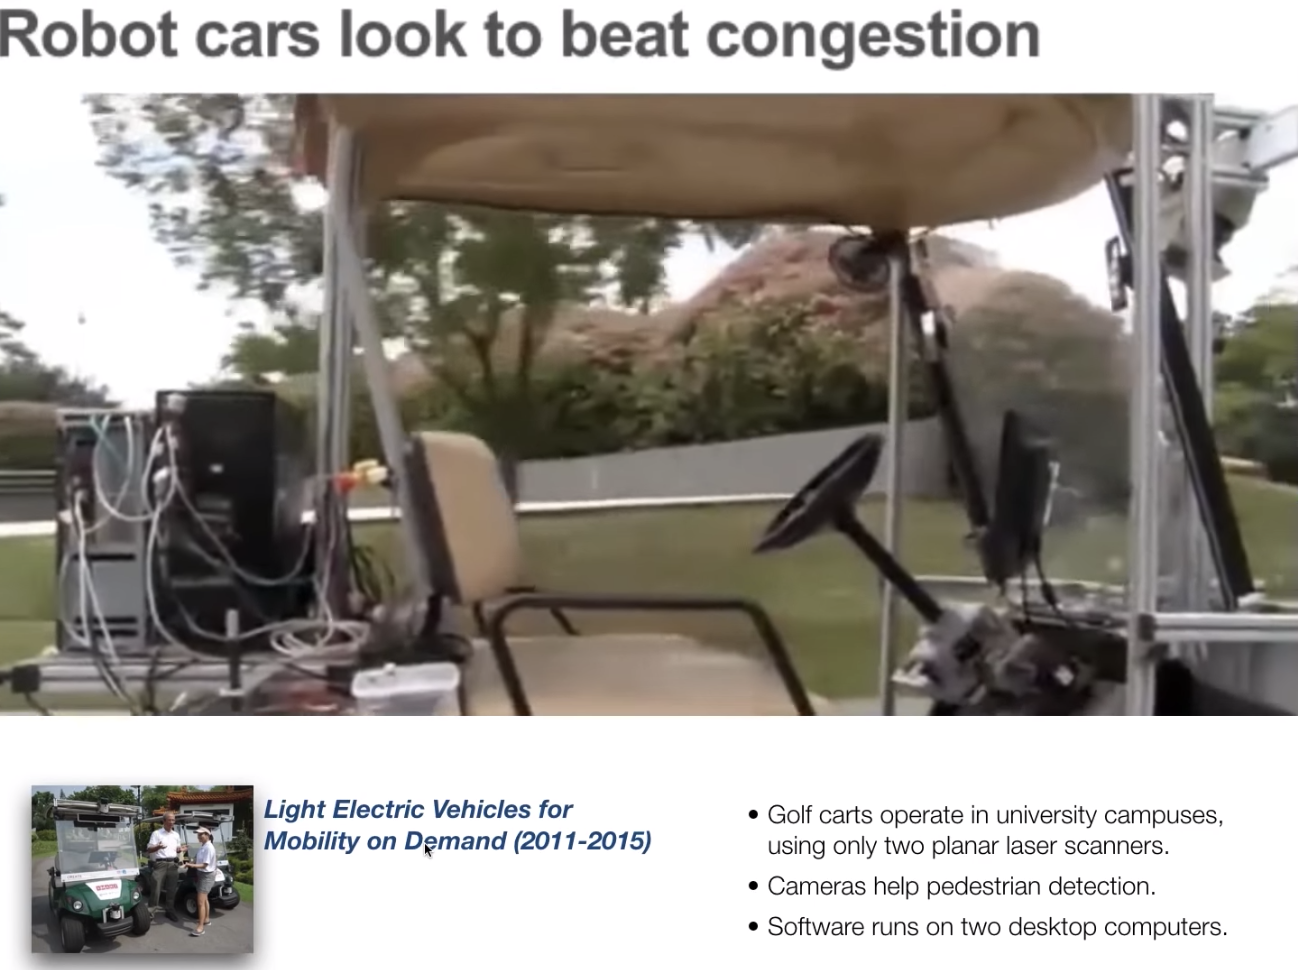 Robot cars look to beat congestion
Light Electric Vehicles for
Mobility on Demand (2011-2015)
• Golf carts operate in university campuses,
using only two planar laser scanners.
• Cameras help pedestrian detection.
• Software runs on two desktop computers.